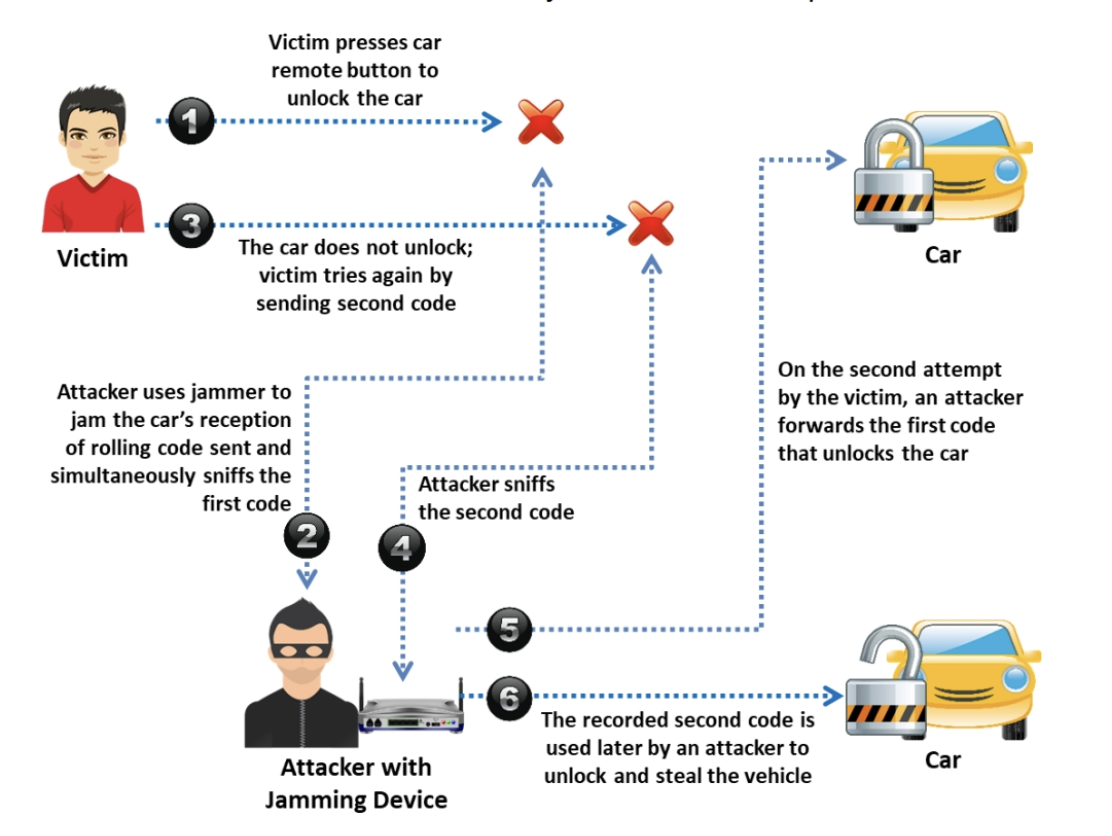 Victim presses car
remote button to
unlock the car
1
3
Victim
The car does not unlock;
victim tries again by
sending second code
Car
Attacker uses jammer to
jam the car’s reception
of rolling code sent and
simultaneously sniffs the
first code
On the second attempt
by the victim, an attacker
forwards the first code
that unlocks the car
Attacker sniffs
the second code
2
4
5
6
The recorded second code is
used later by an attacker to
unlock and steal the vehicle
Attacker with
Jamming Device
Car